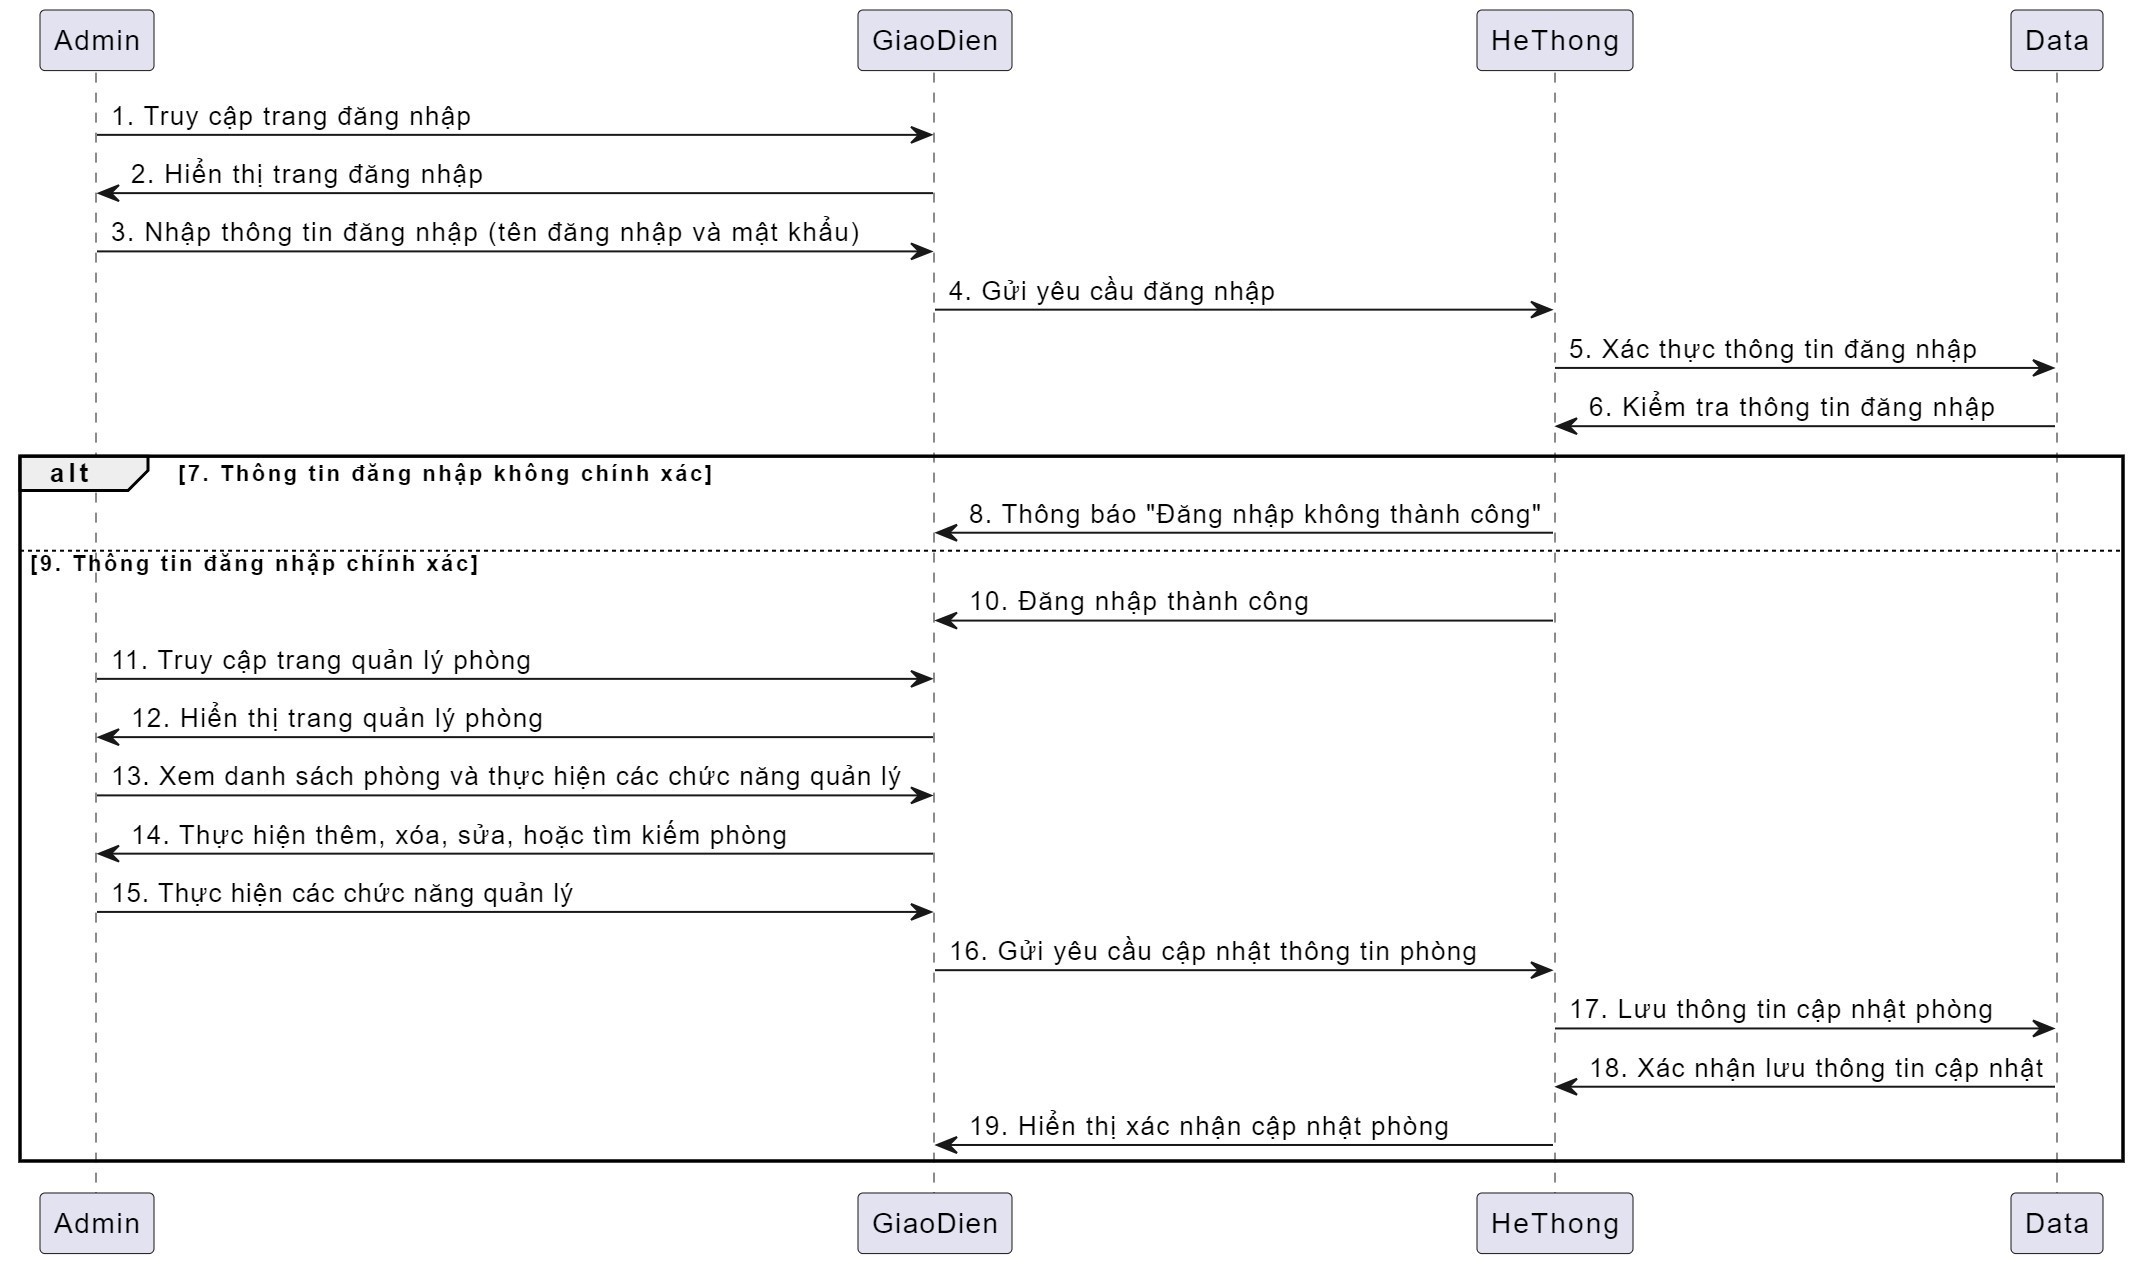 Admin
GiaoDien
HeThong
Data
1. Truy cập trang đăng nhập
2. Hiển thị trang đăng nhập
3. Nhập thông tin đăng nhập (tên đăng nhập và mật khẩu)
4. Gửi yêu cầu đăng nhập
5. Xác thực thông tin đăng nhập
6. Kiểm tra thông tin đăng nhập
alt
[7. Thông tin đăng nhập không chính xác]
8. Thông báo "Đăng nhập không thành công"
[9. Thông tin đăng nhập chính xác]
10. Đăng nhập thành công
11. Truy cập trang quản lý phòng
12. Hiển thị trang quản lý phòng
13. Xem danh sách phòng và thực hiện các chức năng quản lý
14. Thực hiện thêm, xóa, sửa, hoặc tìm kiếm phòng
15. Thực hiện các chức năng quản lý
16. Gửi yêu cầu cập nhật thông tin phòng
17. Lưu thông tin cập nhật phòng
18. Xác nhận lưu thông tin cập nhật
19. Hiển thị xác nhận cập nhật phòng
Admin
GiaoDien
HeThong
Data